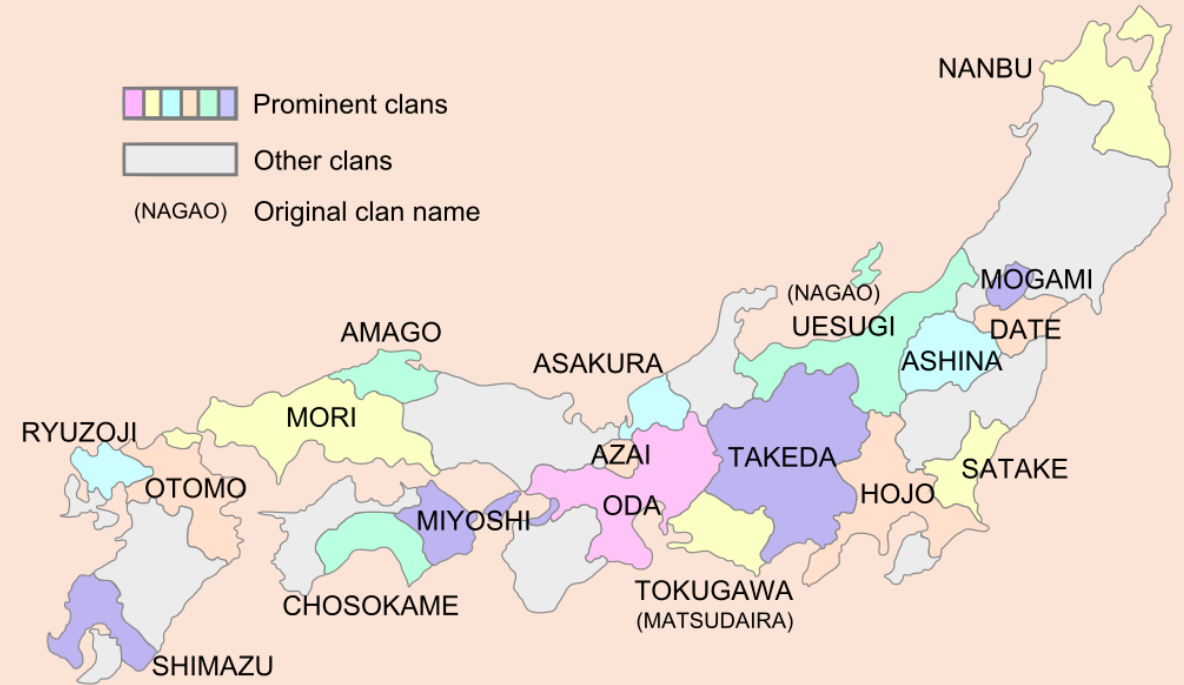 NANBU
Prominent clans
Other clans
(NAGAO) Original clan name
MOGAMI
(NAGAO)
UESUGI
DATE
AMAGO
ASAKURA
ASHINA
MORI
RYUZOJI
AZAI
TAKEDA
SATAKE
OTOMO
HOJO
ODA
MIYOSHI
TOKUGAWA
(MATSUDAIRA)
CHOSOKAME
SHIMAZU